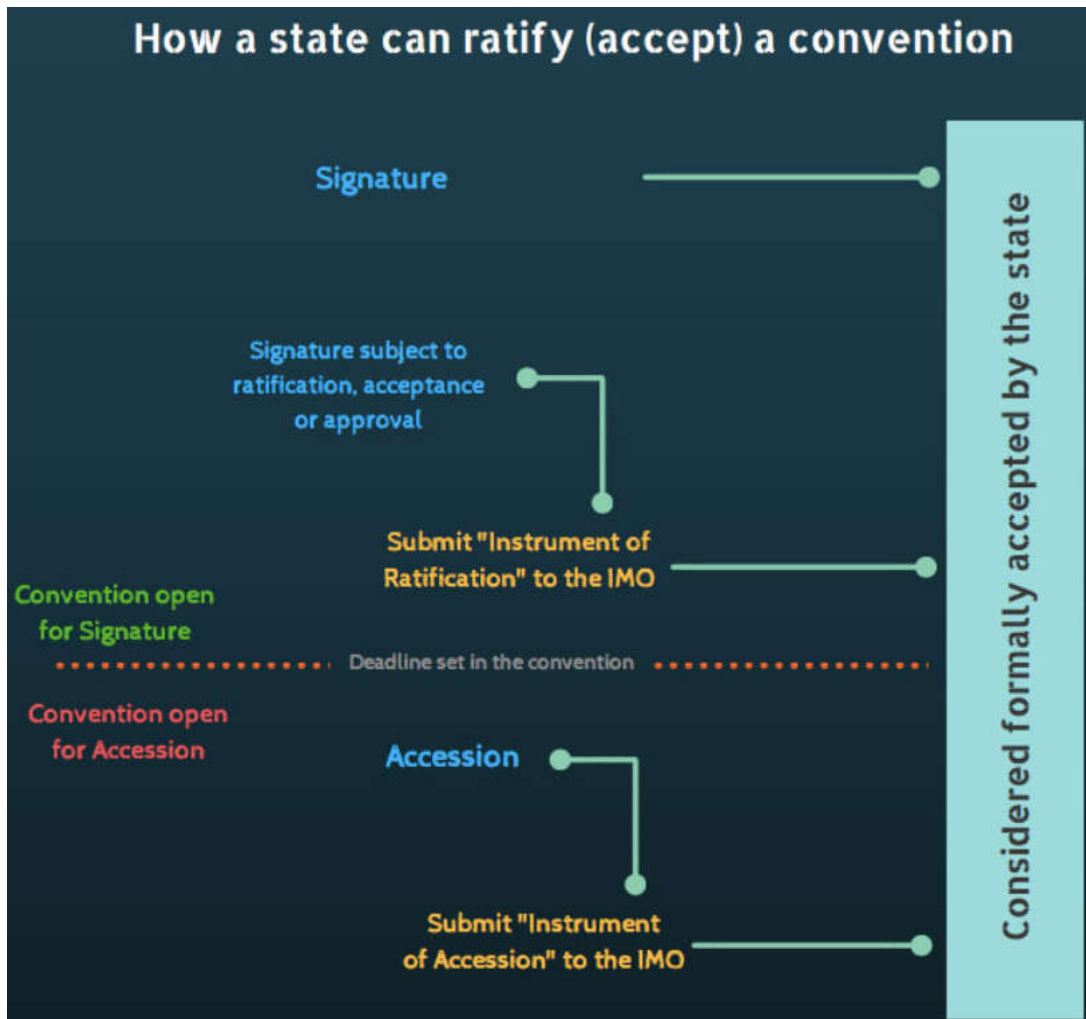 How a state can ratify (accept) a convention
Signature
Signature subject to
ratification, acceptance
or approval
Submit "Instrument of
Ratification" to the IMO
Convention open
for Signature
Deadline set in the convention
Convention open
for Accession
Accession
Submit "Instrument
of Accession" to the IMO
Considered formally accepted by the state